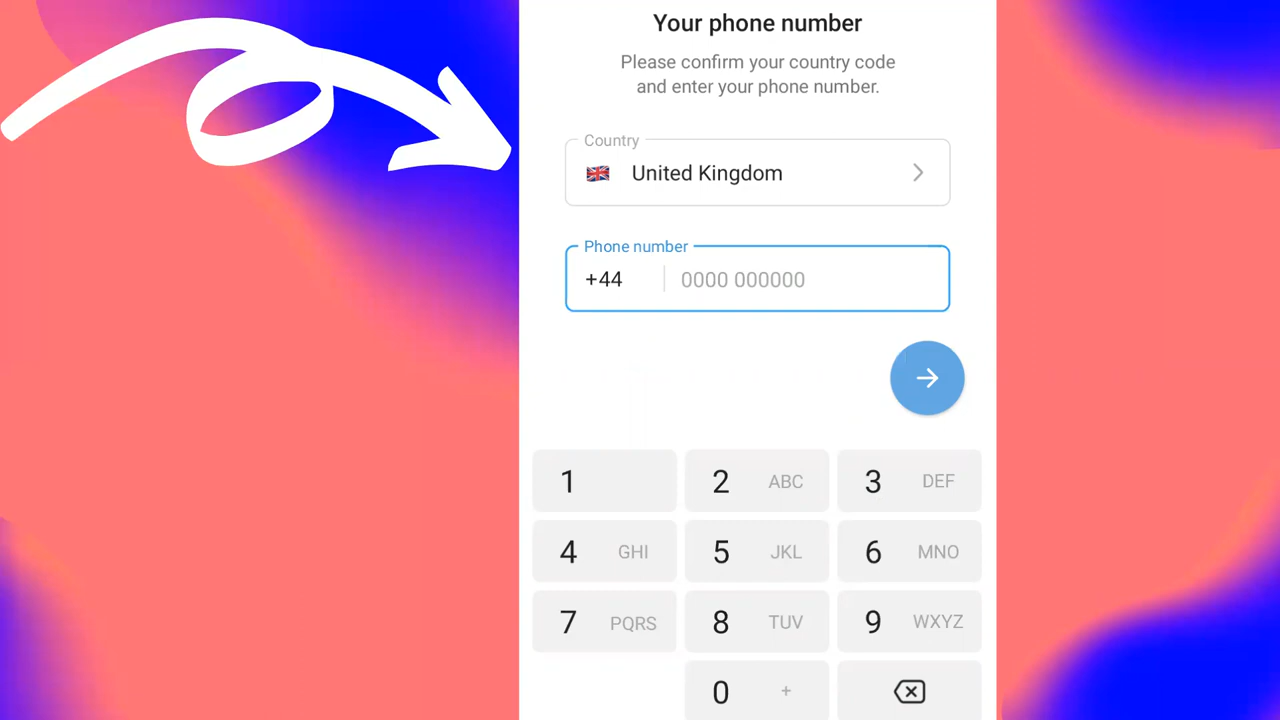 Your phone number
Please confirm your country code
and enter your phone number.
Country
United Kingdom
Phone number
+44 0000 000000
1 2 ABC 3 DEF
4 GHI 5 JKL 6 MNO
7 PQRS 8 TUV 9 WXYZ
0 +